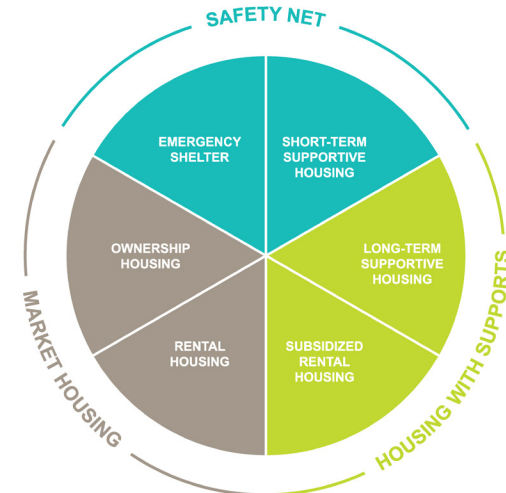 SAFETY NET
EMERGENCY
SHELTER
SHORT-TERM
SUPPORTIVE
HOUSING
OWNERSHIP
HOUSING
LONG-TERM
SUPPORTIVE
HOUSING
RENTAL
HOUSING
SUBSIDIZED
RENTAL
HOUSING
MARKET HOUSING
HOUSING WITH SUPPORTS